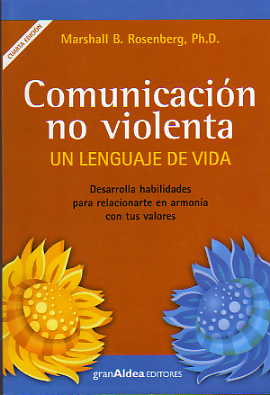 CUARTA EDICIÓN
Marshall B. Rosenberg, Ph.D.
Comunicación
no violenta
UN LENGUAJE DE VIDA
Desarrolla habilidades
para relacionarte en armonía
con tus valores
granAldea EDITORES